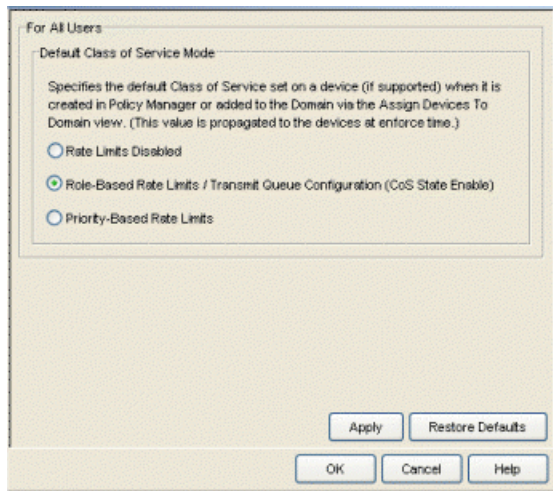 For All Users
Default Class of Service Mode
Specifies the default Class of Service set on a device (if supported) when it is
created in Policy Manager or added to the Domain via the Assign Devices To
Domain view. (This value is propagated to the devices at enforce time.)
Rate Limits Disabled
Role-Based Rate Limits / Transmit Queue Configuration (CoS State Enable)
Priority-Based Rate Limits
Apply
Restore Defaults
OK
Cancel
Help